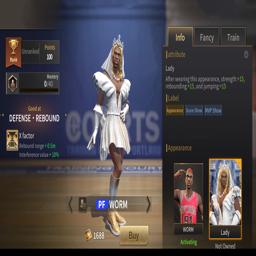 Info
Fancy
Train
Unranked
Points
100
Rank
Attribute
Lady
After wearing this appearance, strength +15,
rebounding +15, and jumping +15
Mastery
0/40
Label
Appearance Score Show MVP Show
Good at
DEFENSE • REBOUND
X factor
Rebound range + 0.5m
Interference value + 10%
Appearance
PF WORM
1688
Buy
WORM
Activating
Lady
Not Owned